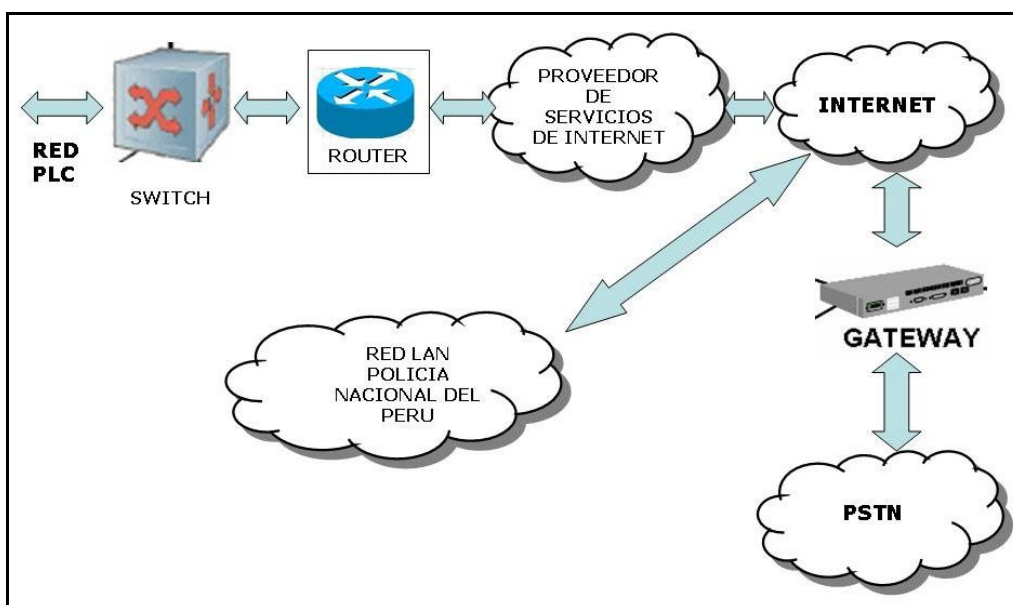 RED
PLC
SWITCH
ROUTER
PROVEEDOR
DE
SERVICIOS
DE INTERNET
INTERNET
RED LAN
POLICIA
NACIONAL DEL
PERU
GATEWAY
PSTN